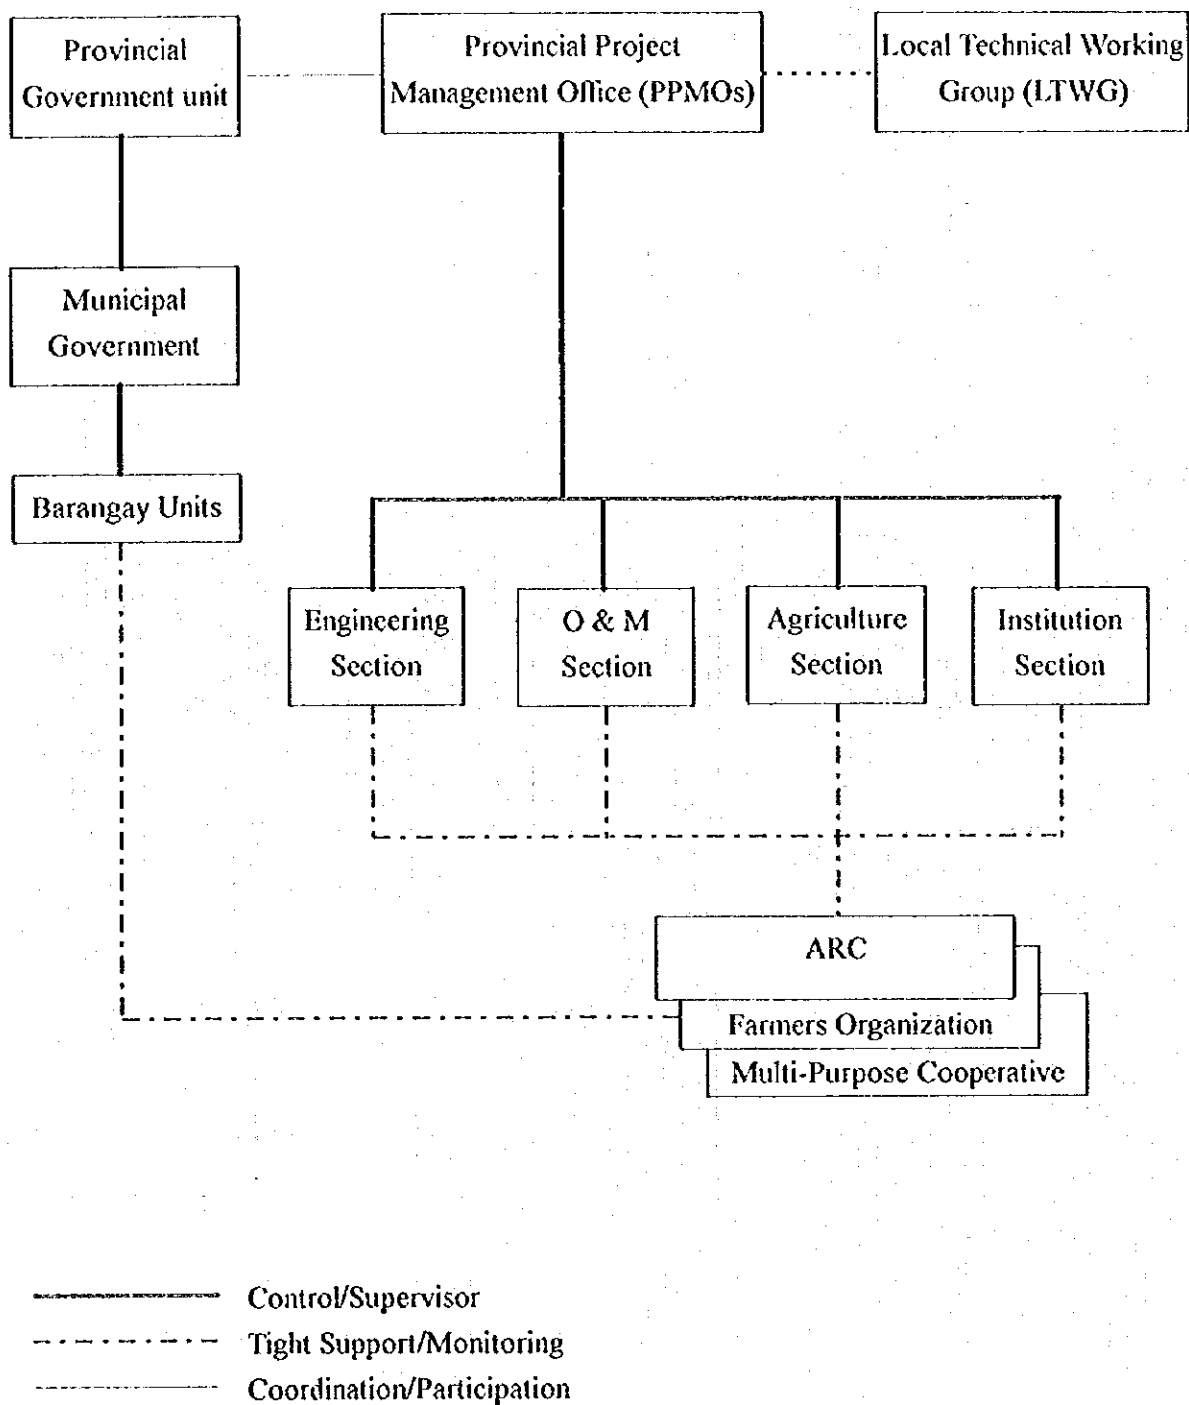 Provincial
Government unit
Provincial Project
Management Office (PPMOs)
Local Technical Working
Group (LTWG)
Municipal
Government
Barangay Units
Engineering
Section
O & M
Section
Agriculture
Section
Institution
Section
ARC
Farmers Organization
Multi-Purpose Cooperative
Control/Supervisor
Tight Support/Monitoring
Coordination/Participation